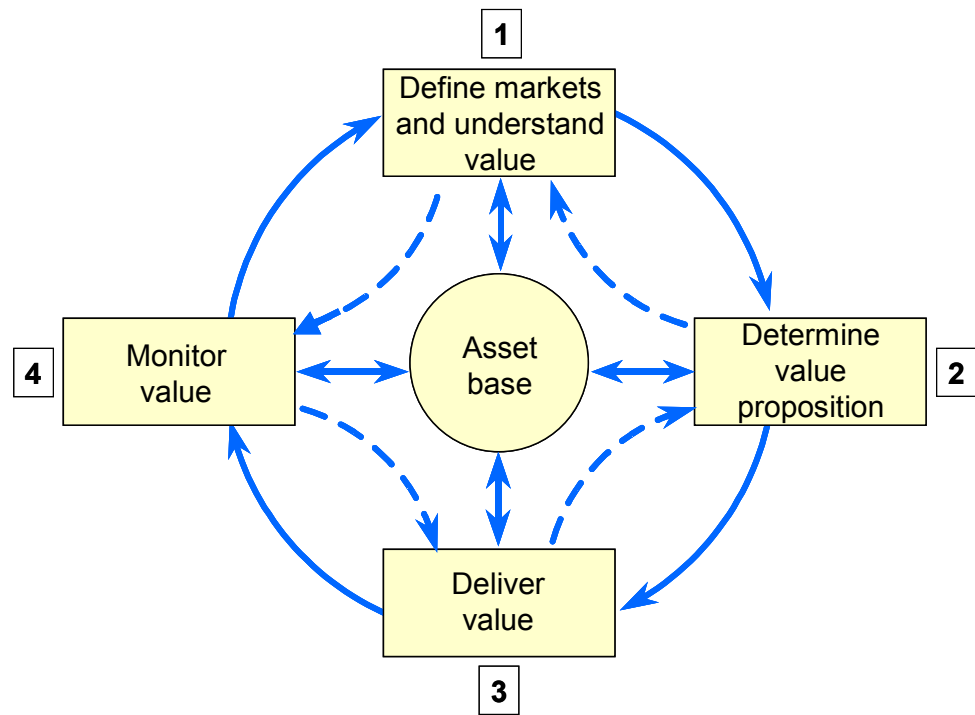 1
Define markets
and understand
value
Asset
base
Monitor
value
4
Determine
value
proposition
2
Deliver
value
3